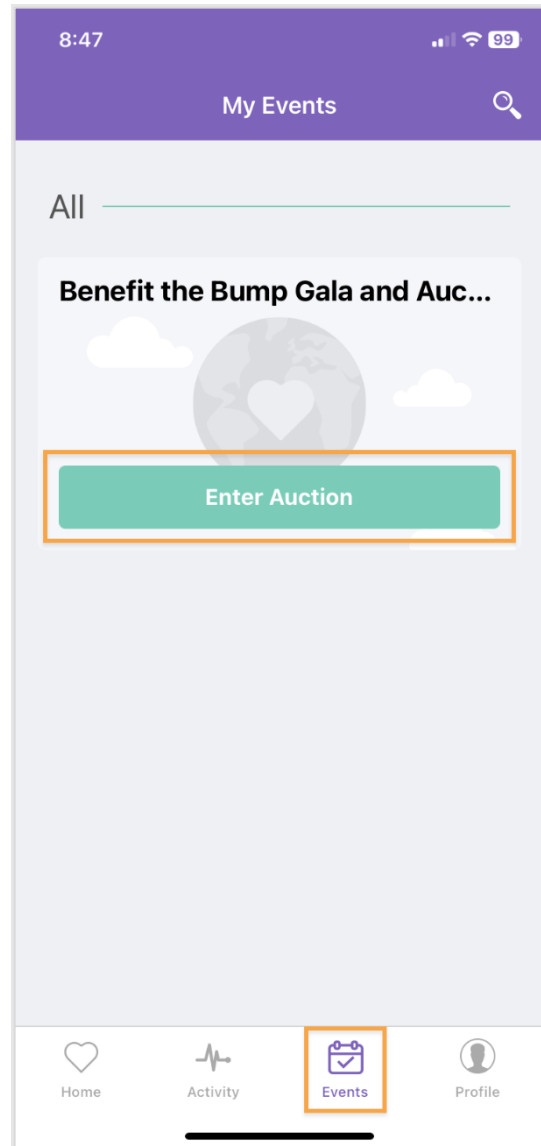 8:47
99
My Events
All
Benefit the Bump Gala and Auc...
Enter Auction
Home
Activity
Events
Profile